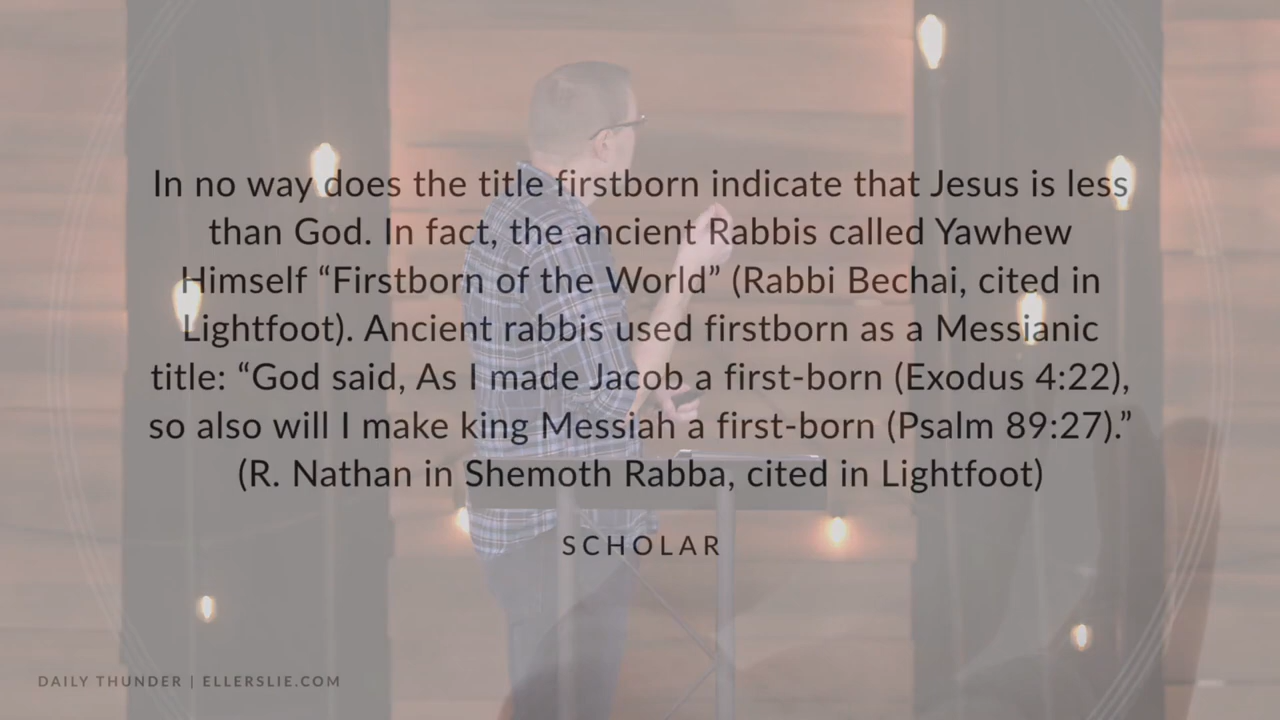 In no way does the title firstborn indicate that Jesus is less
than God. In fact, the ancient Rabbis called Yawhew
Himself “Firstborn of the World” (Rabbi Bechai, cited in
Lightfoot). Ancient rabbis used firstborn as a Messianic
title: “God said, As I made Jacob a first-born (Exodus 4:22),
so also will I make king Messiah a first-born (Psalm 89:27).”
(R. Nathan in Shemoth Rabba, cited in Lightfoot)
SCHOLAR
DAILY THUNDER | ELLERSLIE.COM